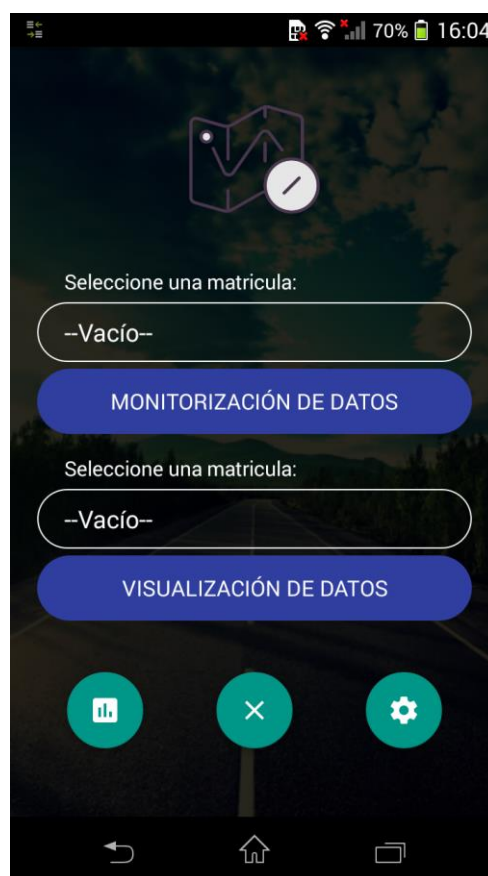 70% 16:04
Seleccione una matricula:
--Vacío--
MONITORIZACIÓN DE DATOS
Seleccione una matricula:
--Vacío--
VISUALIZACIÓN DE DATOS